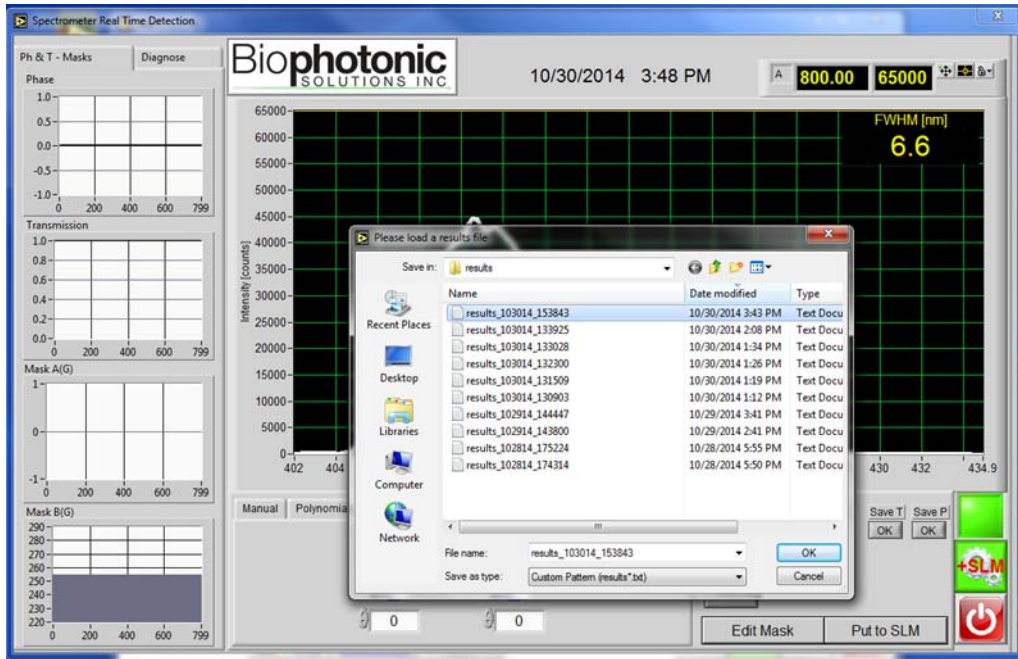 Spectrometer Real Time Detection
Ph & T - Masks
Diagnose
Biophotonic
SOLUTIONS INC
10/30/2014 3:48 PM
A
800.00
65000
Phase
1.0
0.5
0.0
-0.5
-1.0
0 200 400 600 799
Transmission
1.0
0.8
0.6
0.4
0.2
0.0
0 200 400 600 799
Mask A(G)
1
0
-1
0 200 400 600 799
Mask B(G)
290
280
270
260
250
240
230
220
0 200 400 600 799
FWHM [nm]
6.6
Intensity [counts]
65000
60000
55000
50000
45000
40000
35000
30000
25000
20000
15000
10000
5000
0
402 404
430 432 434.9
Please load a results file
Save in: results
Recent Places
Desktop
Libraries
Computer
Network
Name Date modified Type
results_103014_153843 10/30/2014 3:43 PM Text Docu
results_103014_133925 10/30/2014 2:08 PM Text Docu
results_103014_133028 10/30/2014 1:34 PM Text Docu
results_103014_132300 10/30/2014 1:26 PM Text Docu
results_103014_131509 10/30/2014 1:19 PM Text Docu
results_103014_130903 10/30/2014 1:12 PM Text Docu
results_102914_144447 10/29/2014 3:41 PM Text Docu
results_102914_143800 10/29/2014 2:41 PM Text Docu
results_102814_175224 10/28/2014 5:55 PM Text Docu
results_102814_174314 10/28/2014 5:50 PM Text Docu
File name: results_103014_153843 OK
Save as type: Custom Pattern (results*.txt) Cancel
Manual
Polynomia
0
0
Save T
Save P
OK
OK
+SLM
Edit Mask
Put to SLM